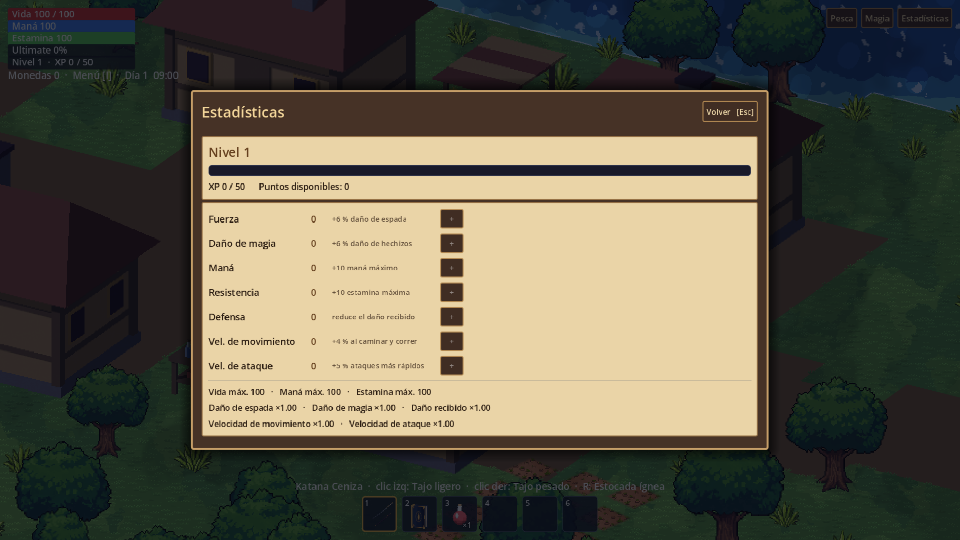 Vida 100 / 100
Maná 100
Estamina 100
Ultimate 0%
Nivel 1 · XP 0 / 50
Monedas 0 · Menú [I] · Día 1 09:00
Pesca
Magia
Estadísticas
Estadísticas
Volver [Esc]
Nivel 1
XP 0 / 50 Puntos disponibles: 0
Fuerza 0 +6 % daño de espada +
Daño de magia 0 +6 % daño de hechizos +
Maná 0 +10 maná máximo +
Resistencia 0 +10 estamina máxima +
Defensa 0 reduce el daño recibido +
Vel. de movimiento 0 +4 % al caminar y correr +
Vel. de ataque 0 +5 % ataques más rápidos +
Vida máx. 100 · Maná máx. 100 · Estamina máx. 100
Daño de espada ×1.00 · Daño de magia ×1.00 · Daño recibido ×1.00
Velocidad de movimiento ×1.00 · Velocidad de ataque ×1.00
Katana Ceniza · clic izq: Tajo ligero · clic der: Tajo pesado · R: Estocada ígnea
1 2 3 4 5 6
×1